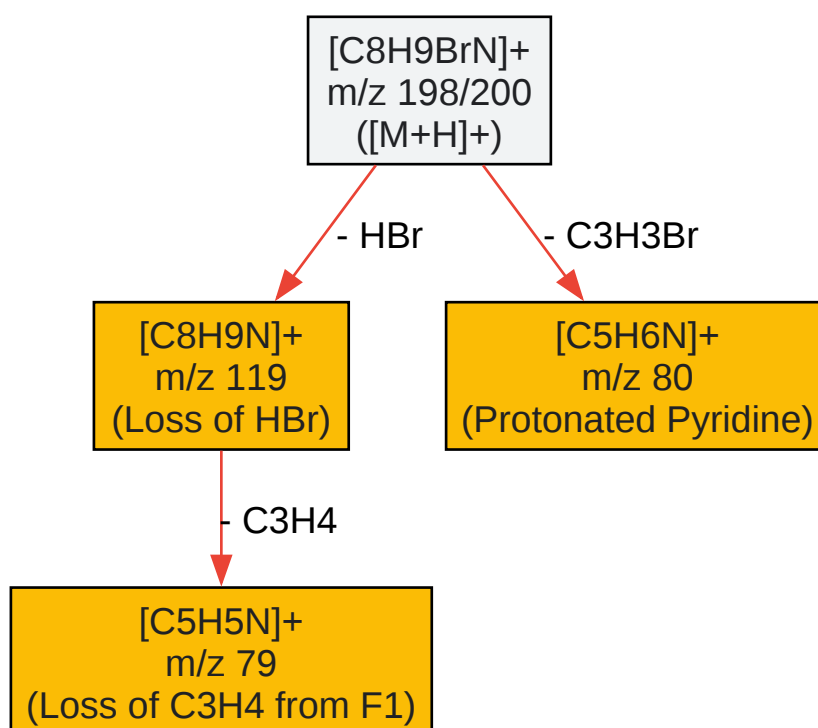 [C8H9BrN]+
m/z 198/200
([M+H]+)
- HBr
- C3H3Br
[C8H9N]+
m/z 119
(Loss of HBr)
[C5H6N]+
m/z 80
(Protonated Pyridine)
- C3H4
[C5H5N]+
m/z 79
(Loss of C3H4 from F1)